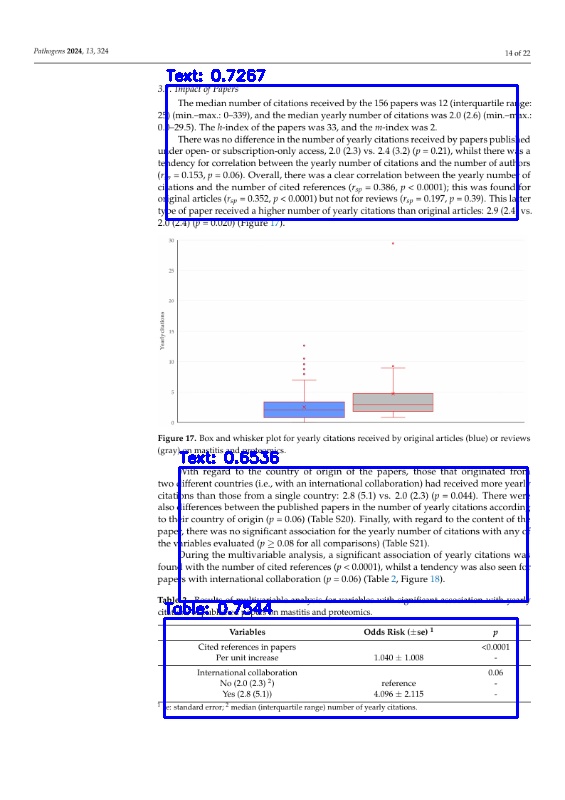 Pathogens 2024, 13, 324
14 of 22
Text: 0.7267
Impact of Papers
The median number of citations received by the 156 papers was 12 (interquartile range:
(min.–max.: 0–339), and the median yearly number of citations was 2.0 (2.6) (min.–max.:
0.0–29.5). The h-index of the papers was 33, and the m-index was 2.
There was no difference in the number of yearly citations received by papers published
under open- or subscription-only access, 2.0 (2.3) vs. 2.4 (3.2) (p = 0.21), whilst there was a
tendency for correlation between the yearly number of citations and the number of authors
(rsp = 0.153, p = 0.06). Overall, there was a clear correlation between the yearly number of
citations and the number of cited references (rsp = 0.386, p < 0.0001); this was found for
original articles (rsp = 0.352, p < 0.0001) but not for reviews (rsp = 0.197, p = 0.39). This latter
type of paper received a higher number of yearly citations than original articles: 2.9 (2.4) vs.
2.0 (2.4) (p = 0.020) (Figure 17).
30
25
20
15
10
5
0
Yearly citations
Figure 17. Box and whisker plot for yearly citations received by original articles (blue) or reviews
(gray) on mastitis and proteomics.
Text: 0.6536
With regard to the country of origin of the papers, those that originated from
two different countries (i.e., with an international collaboration) had received more yearly
citations than those from a single country: 2.8 (5.1) vs. 2.0 (2.3) (p = 0.044). There were
also differences between the published papers in the number of yearly citations according
to their country of origin (p = 0.06) (Table S20). Finally, with regard to the content of the
paper, there was no significant association for the yearly number of citations with any of
the variables evaluated (p ≥ 0.08 for all comparisons) (Table S21).
During the multivariable analysis, a significant association of yearly citations was
found with the number of cited references (p < 0.0001), whilst a tendency was also seen for
papers with international collaboration (p = 0.06) (Table 2, Figure 18).
Table 2. Results of multivariable analysis for variables with significant association with yearly
Table: 0.7544
papers on mastitis and proteomics.
Variables Odds Risk (±se) 1 p
Cited references in papers <0.0001
Per unit increase 1.040 ± 1.008 -
International collaboration 0.06
No (2.0 (2.3) 2) reference -
Yes (2.8 (5.1)) 4.096 ± 2.115 -
1 se: standard error; 2 median (interquartile range) number of yearly citations.